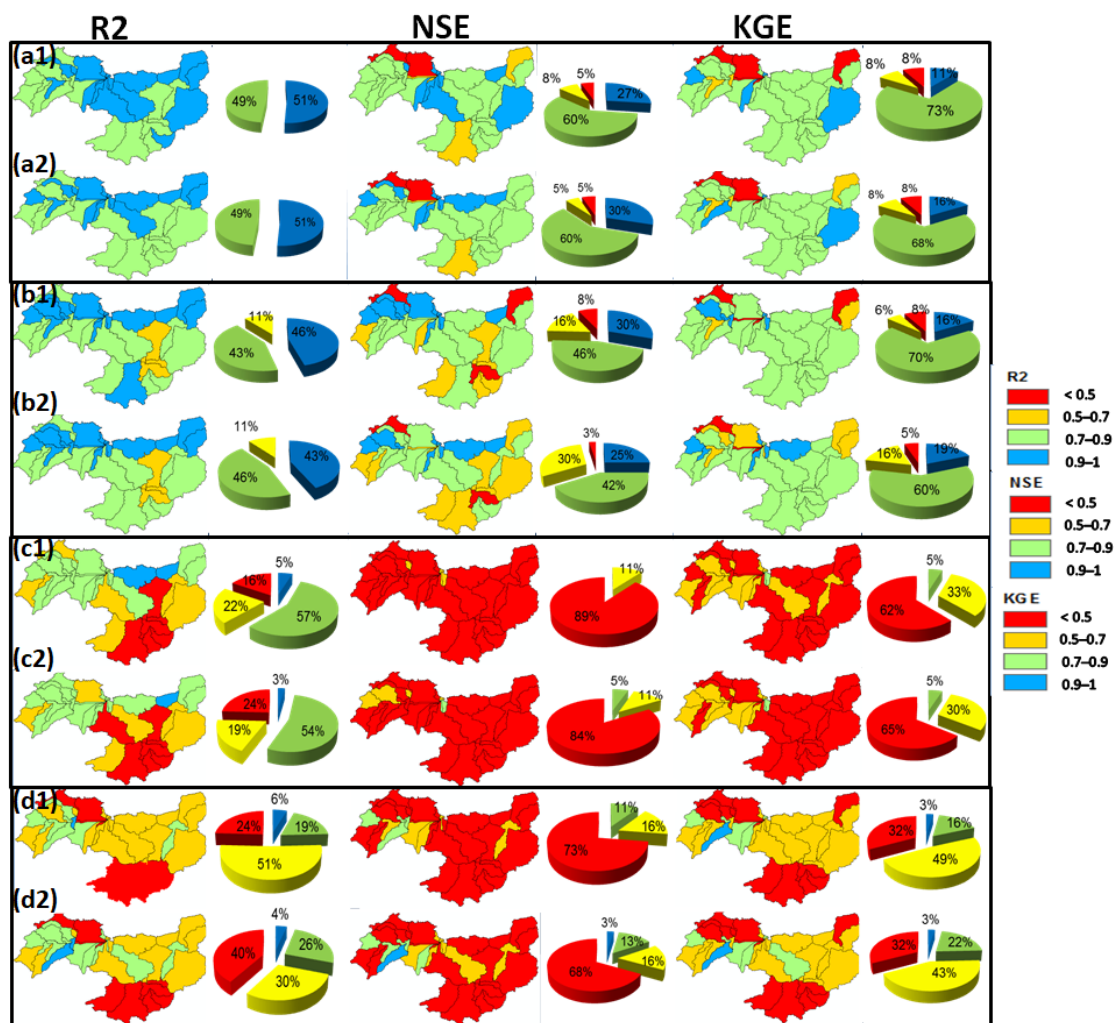 R2 NSE KGE
(a1)
49% 51%
8% 5% 27% 60%
8% 8% 11% 73%
(a2)
49% 51%
5% 5% 30% 60%
8% 8% 16% 68%
(b1)
11% 46% 43%
8% 16% 30% 46%
6% 8% 16% 70%
(b2)
11% 43% 46%
3% 30% 25% 42%
5% 16% 19% 60%
(c1)
5% 16% 22% 57%
11% 89%
5% 33% 62%
(c2)
3% 24% 19% 54%
5% 11% 84%
5% 30% 65%
(d1)
6% 24% 19% 51%
11% 16% 73%
3% 32% 16% 49%
(d2)
4% 40% 26% 30%
3% 13% 16% 68%
3% 32% 22% 43%
R2
< 0.5
0.5–0.7
0.7–0.9
0.9–1
NSE
< 0.5
0.5–0.7
0.7–0.9
0.9–1
KGE
< 0.5
0.5–0.7
0.7–0.9
0.9–1